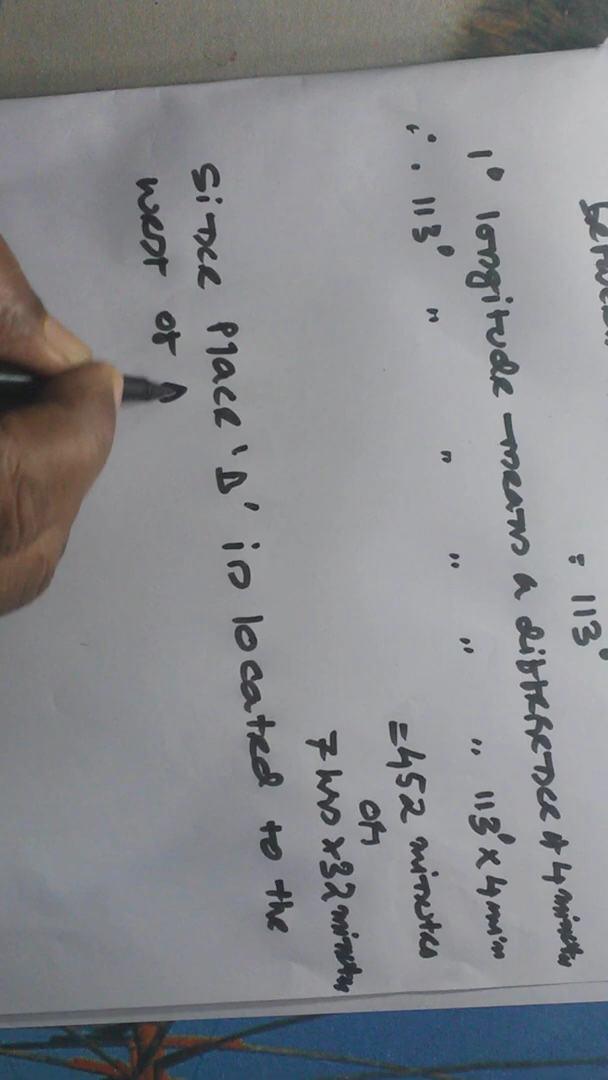 between
= 113°
1° longitude means a difference of 4 minutes
∴ 113° " " " " " 113° x 4 min
= 452 minutes
or
7 hrs x 32 minutes
Since place 'B' is located to the
west of A